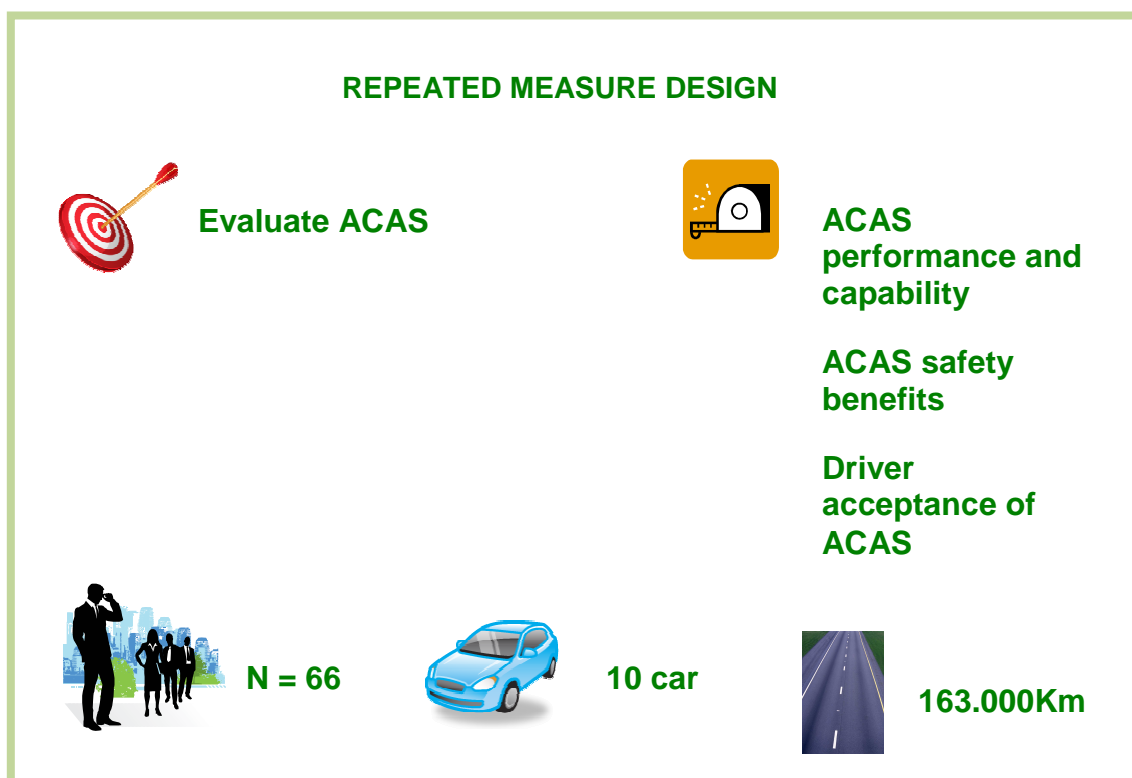 REPEATED MEASURE DESIGN
Evaluate ACAS
ACAS
performance and
capability
ACAS safety
benefits
Driver
acceptance of
ACAS
N = 66
10 car
163.000Km